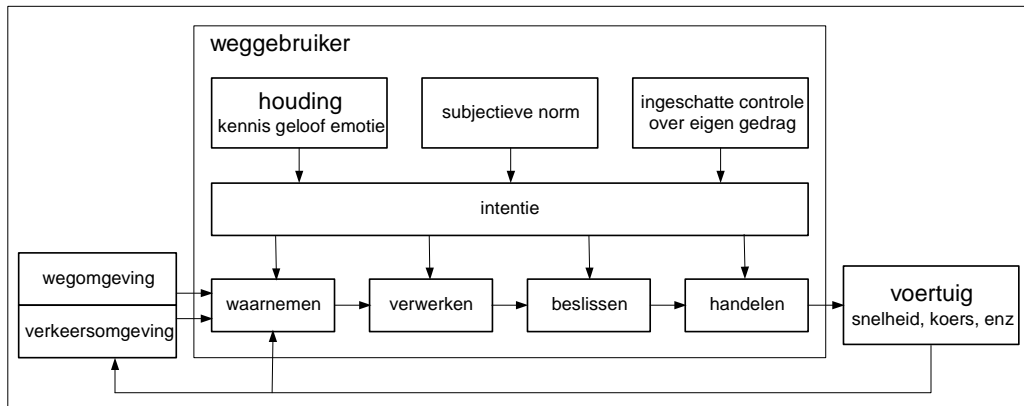 weggebruiker
houding
kennis geloof emotie
subjectieve norm
ingeschatte controle
over eigen gedrag
intentie
wegomgeving
verkeersomgeving
waarnemen
verwerken
beslissen
handelen
voertuig
snelheid, koers, enz